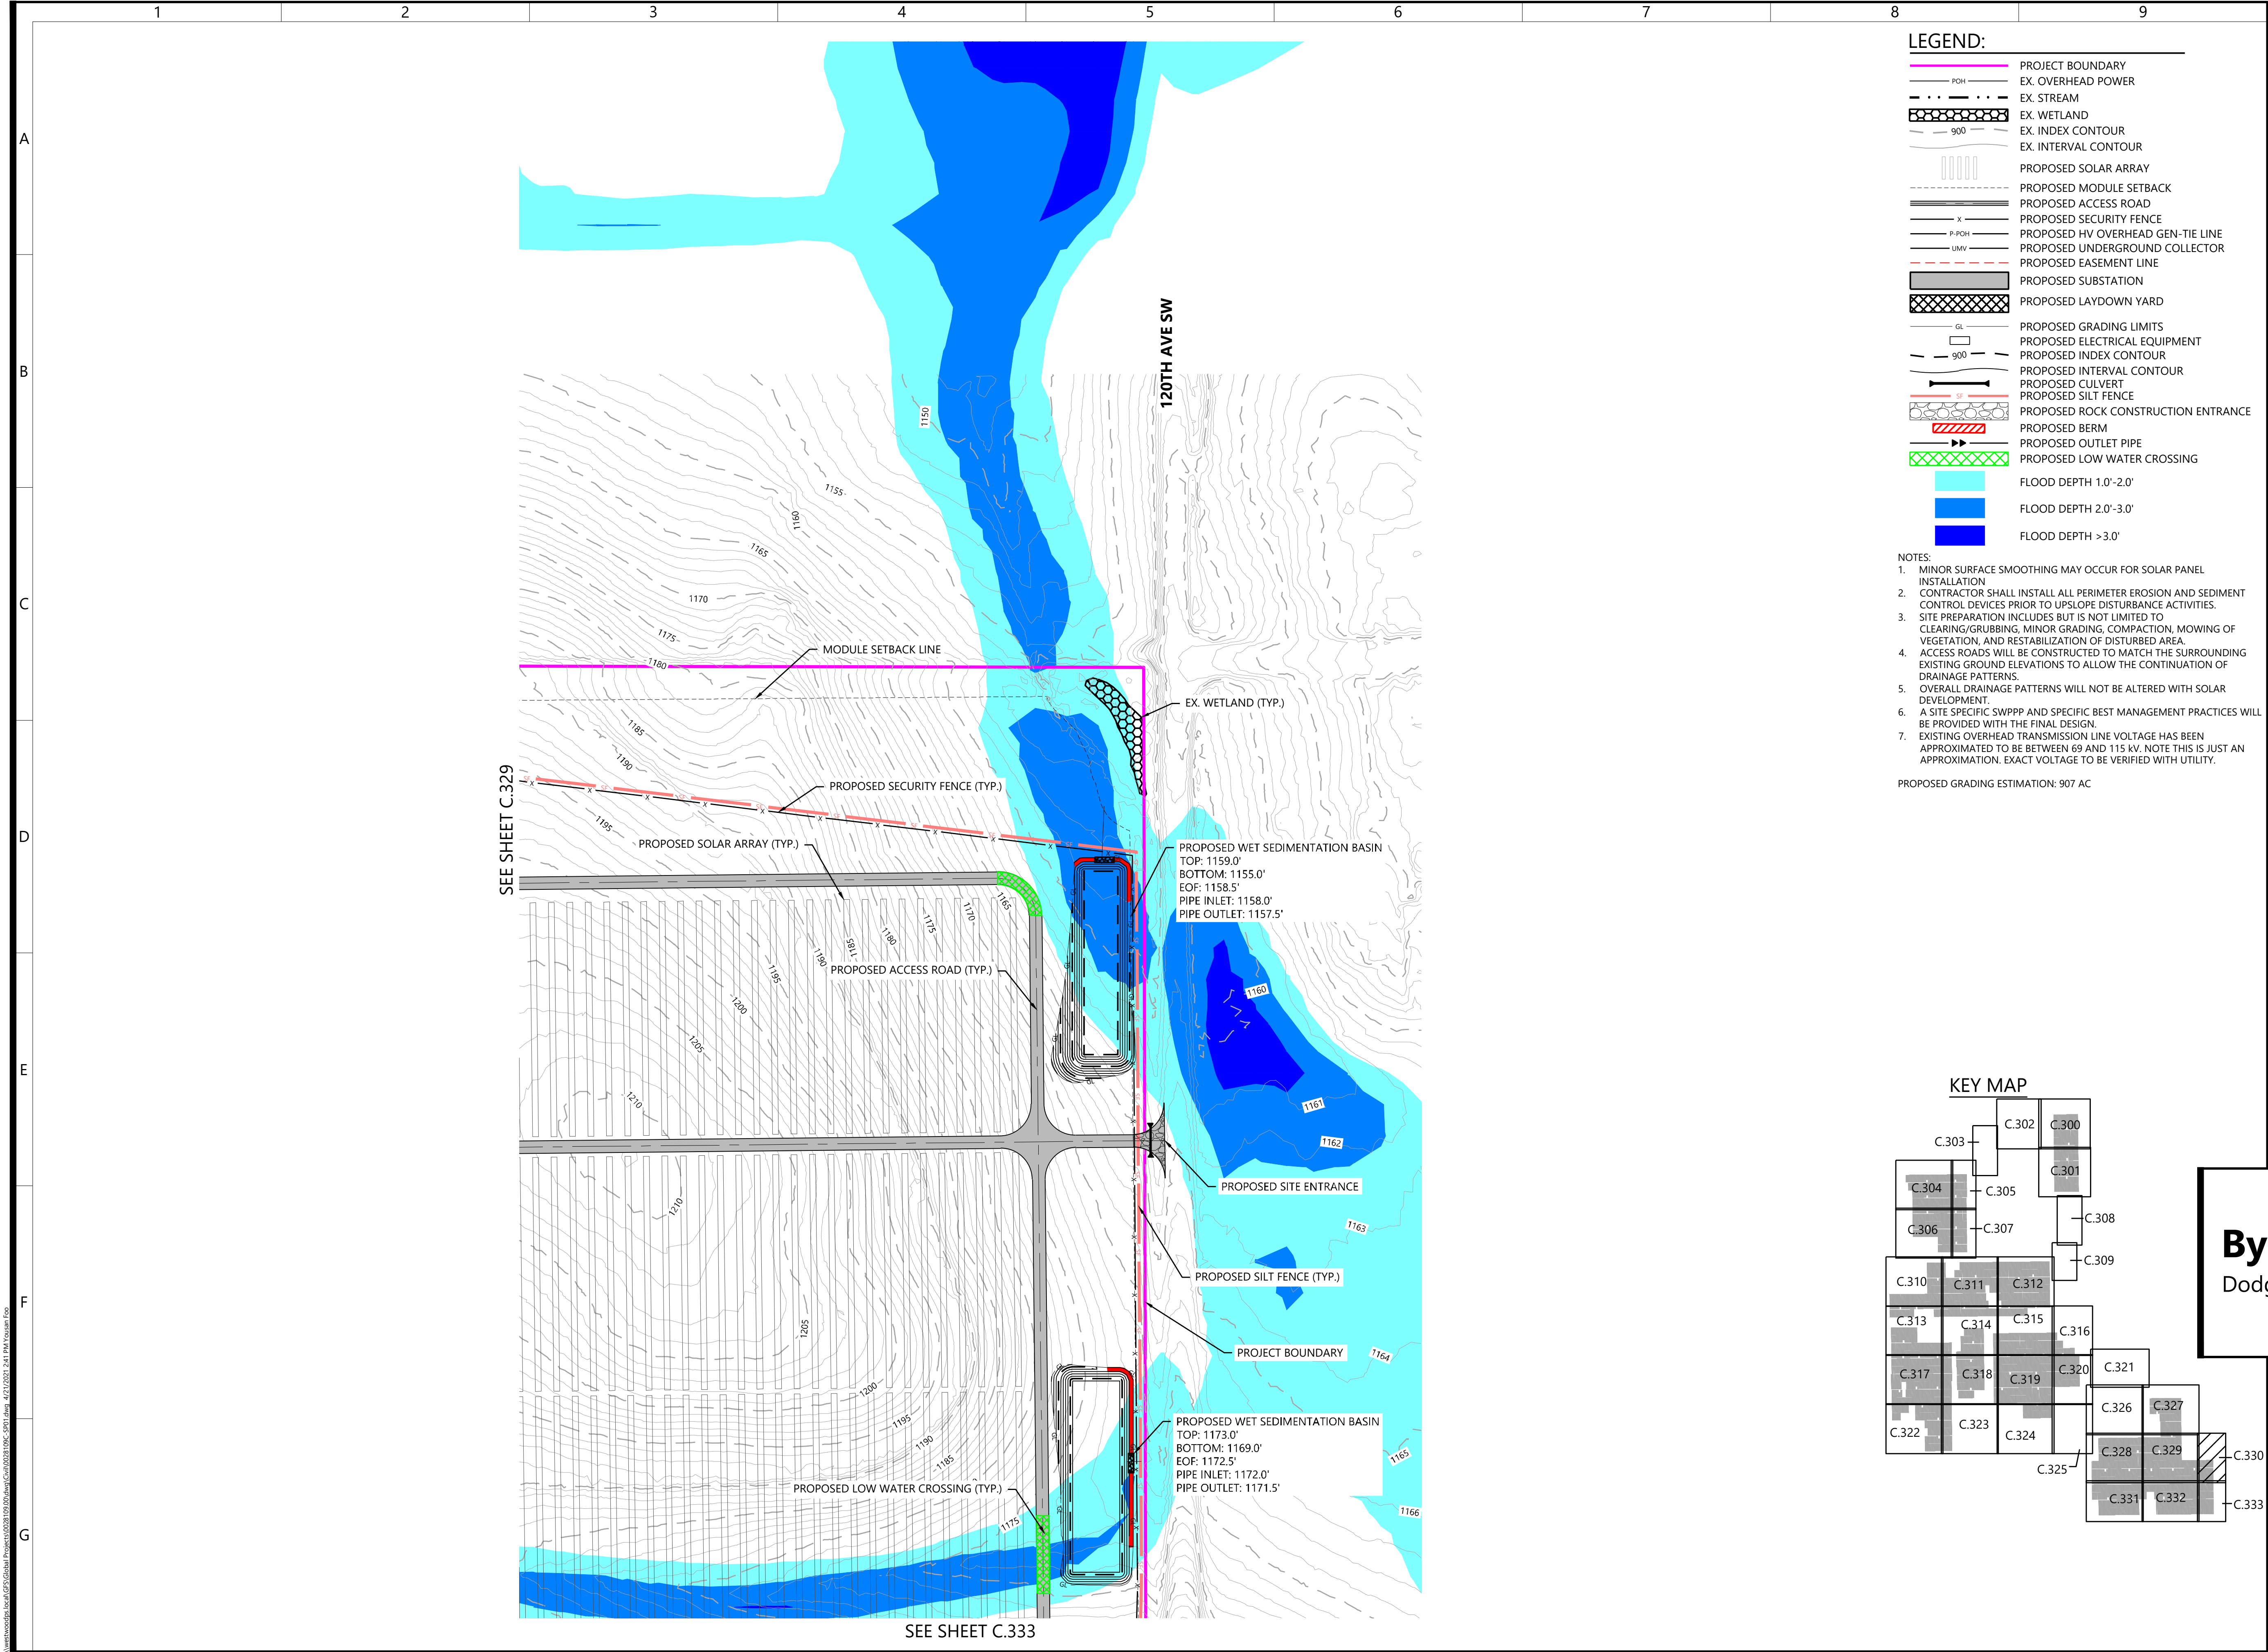 1
2
3
4
5
6
7
8
9
A
B
C
D
E
F
G
LEGEND:
PROJECT BOUNDARY
POH
EX. OVERHEAD POWER
EX. STREAM
EX. WETLAND
900
EX. INDEX CONTOUR
EX. INTERVAL CONTOUR
PROPOSED SOLAR ARRAY
PROPOSED MODULE SETBACK
PROPOSED ACCESS ROAD
X
PROPOSED SECURITY FENCE
P-POH
PROPOSED HV OVERHEAD GEN-TIE LINE
UMV
PROPOSED UNDERGROUND COLLECTOR
PROPOSED EASEMENT LINE
PROPOSED SUBSTATION
PROPOSED LAYDOWN YARD
GL
PROPOSED GRADING LIMITS
PROPOSED ELECTRICAL EQUIPMENT
900
PROPOSED INDEX CONTOUR
PROPOSED INTERVAL CONTOUR
PROPOSED CULVERT
SF
PROPOSED SILT FENCE
PROPOSED ROCK CONSTRUCTION ENTRANCE
PROPOSED BERM
PROPOSED OUTLET PIPE
PROPOSED LOW WATER CROSSING
FLOOD DEPTH 1.0'-2.0'
FLOOD DEPTH 2.0'-3.0'
FLOOD DEPTH >3.0'
NOTES:
1. MINOR SURFACE SMOOTHING MAY OCCUR FOR SOLAR PANEL
INSTALLATION
2. CONTRACTOR SHALL INSTALL ALL PERIMETER EROSION AND SEDIMENT
CONTROL DEVICES PRIOR TO UPSLOPE DISTURBANCE ACTIVITIES.
3. SITE PREPARATION INCLUDES BUT IS NOT LIMITED TO
CLEARING/GRUBBING, MINOR GRADING, COMPACTION, MOWING OF
VEGETATION, AND RESTABILIZATION OF DISTURBED AREA.
4. ACCESS ROADS WILL BE CONSTRUCTED TO MATCH THE SURROUNDING
EXISTING GROUND ELEVATIONS TO ALLOW THE CONTINUATION OF
DRAINAGE PATTERNS.
5. OVERALL DRAINAGE PATTERNS WILL NOT BE ALTERED WITH SOLAR
DEVELOPMENT.
6. A SITE SPECIFIC SWPPP AND SPECIFIC BEST MANAGEMENT PRACTICES WILL
BE PROVIDED WITH THE FINAL DESIGN.
7. EXISTING OVERHEAD TRANSMISSION LINE VOLTAGE HAS BEEN
APPROXIMATED TO BE BETWEEN 69 AND 115 kV. NOTE THIS IS JUST AN
APPROXIMATION. EXACT VOLTAGE TO BE VERIFIED WITH UTILITY.
PROPOSED GRADING ESTIMATION: 907 AC
120TH AVE SW
1150
1155
1160
1165
1170
1175
1180
MODULE SETBACK LINE
EX. WETLAND (TYP.)
1185
1190
1195
SEE SHEET C.329
PROPOSED SECURITY FENCE (TYP.)
PROPOSED SOLAR ARRAY (TYP.)
PROPOSED WET SEDIMENTATION BASIN
TOP: 1159.0'
BOTTOM: 1155.0'
EOF: 1158.5'
PIPE INLET: 1158.0'
PIPE OUTLET: 1157.5'
1165
1170
1175
1180
1185
1190
1195
1200
1205
1210
PROPOSED ACCESS ROAD (TYP.)
1160
1161
1162
PROPOSED SITE ENTRANCE
1210
1163
PROPOSED SILT FENCE (TYP.)
1205
PROJECT BOUNDARY
1164
1200
1195
1190
1185
PROPOSED WET SEDIMENTATION BASIN
TOP: 1173.0'
BOTTOM: 1169.0'
EOF: 1172.5'
PIPE INLET: 1172.0'
PIPE OUTLET: 1171.5'
1165
PROPOSED LOW WATER CROSSING (TYP.)
1175
1166
SEE SHEET C.333
KEY MAP
C.302
C.300
C.303
C.301
C.304
C.305
C.306
C.307
C.308
C.309
C.310
C.311
C.312
C.313
C.314
C.315
C.316
C.317
C.318
C.319
C.320
C.321
C.322
C.323
C.324
C.325
C.326
C.327
C.328
C.329
C.330
C.331
C.332
C.333
By
Dodg